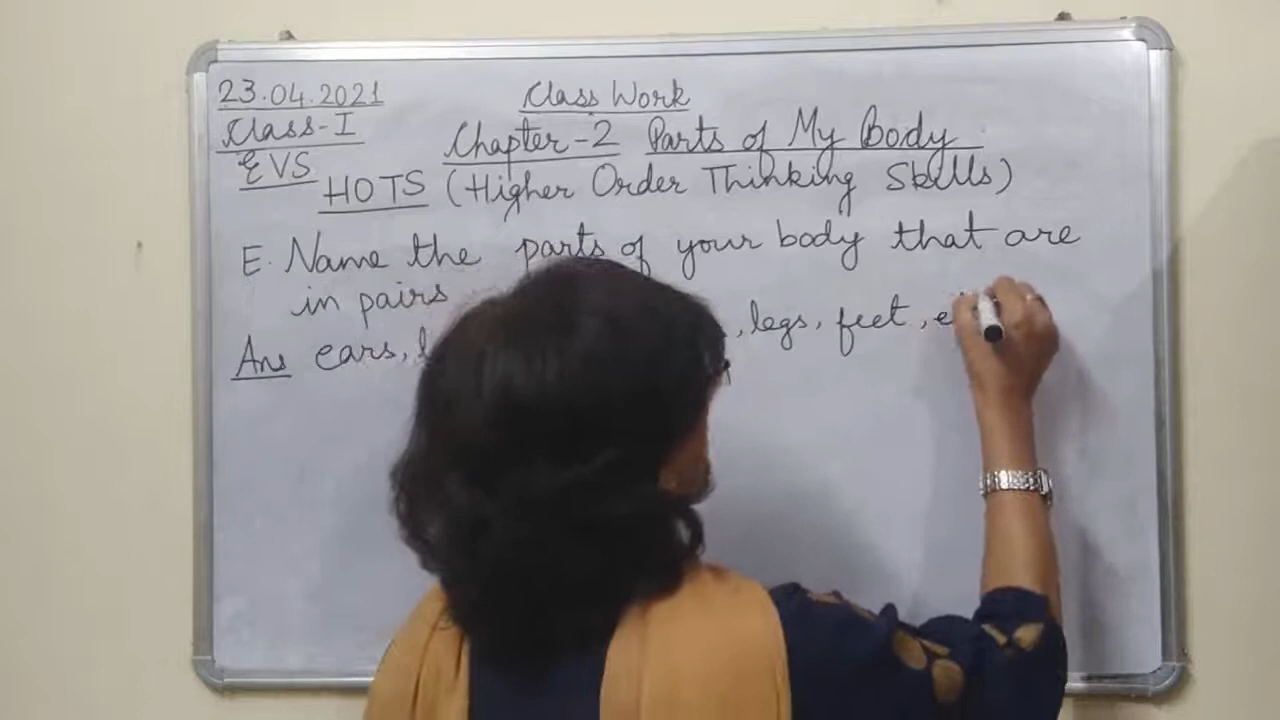 23.04.2021 Class Work
Class-I Chapter-2 Parts of My Body
EVS
HOTS (Higher Order Thinking Skills)
E. Name the parts of your body that are
in pairs
Ans ears, , legs, feet,